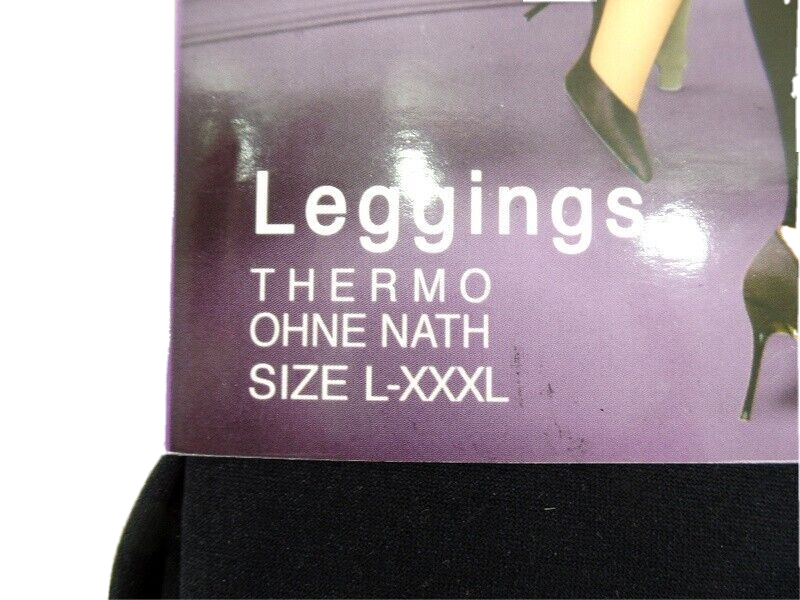 Leggings
THERMO
OHNE NATH
SIZE L-XXXL